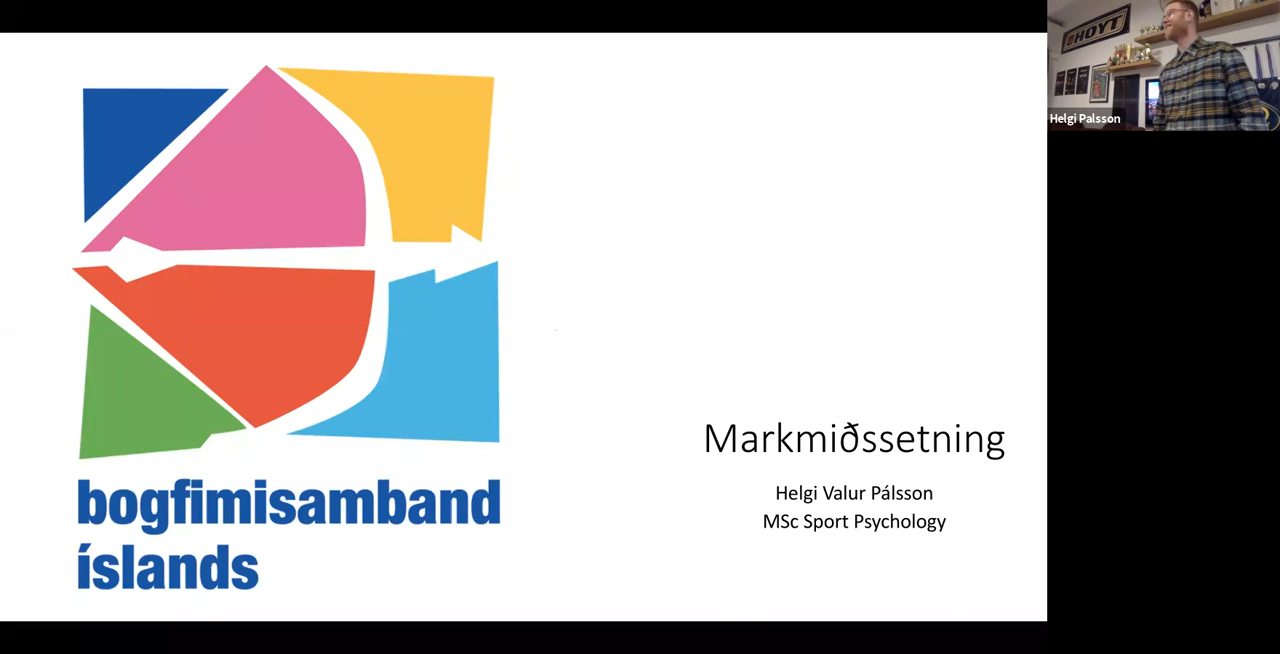 HOYT
Helgi Palsson
Markmiðssetning
Helgi Valur Pálsson
MSc Sport Psychology
bogfimisamband
íslands